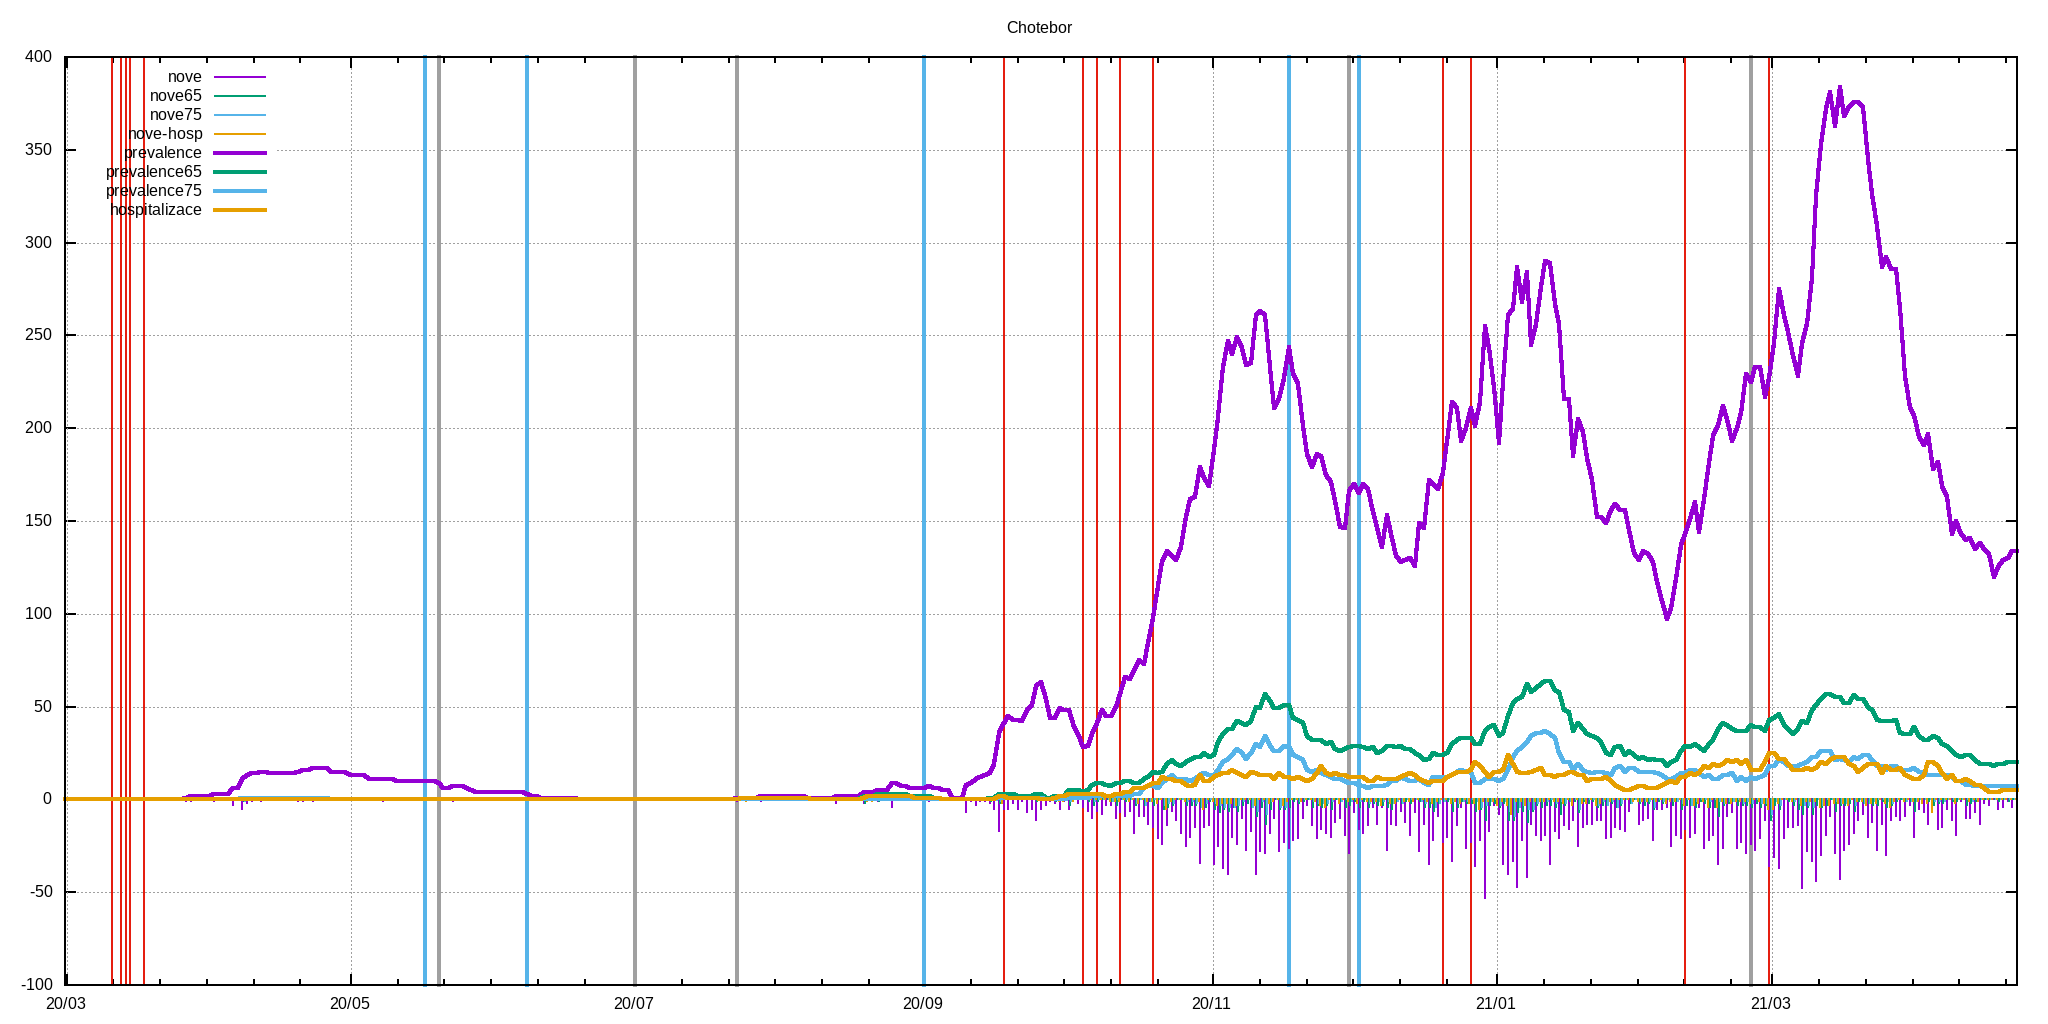 Chotebor
400
350
300
250
200
150
100
50
0
-50
-100
nove
nove65
nove75
nove-hosp
prevalence
prevalence65
prevalence75
hospitalizace
20/03 20/05 20/07 20/09 20/11 21/01 21/03